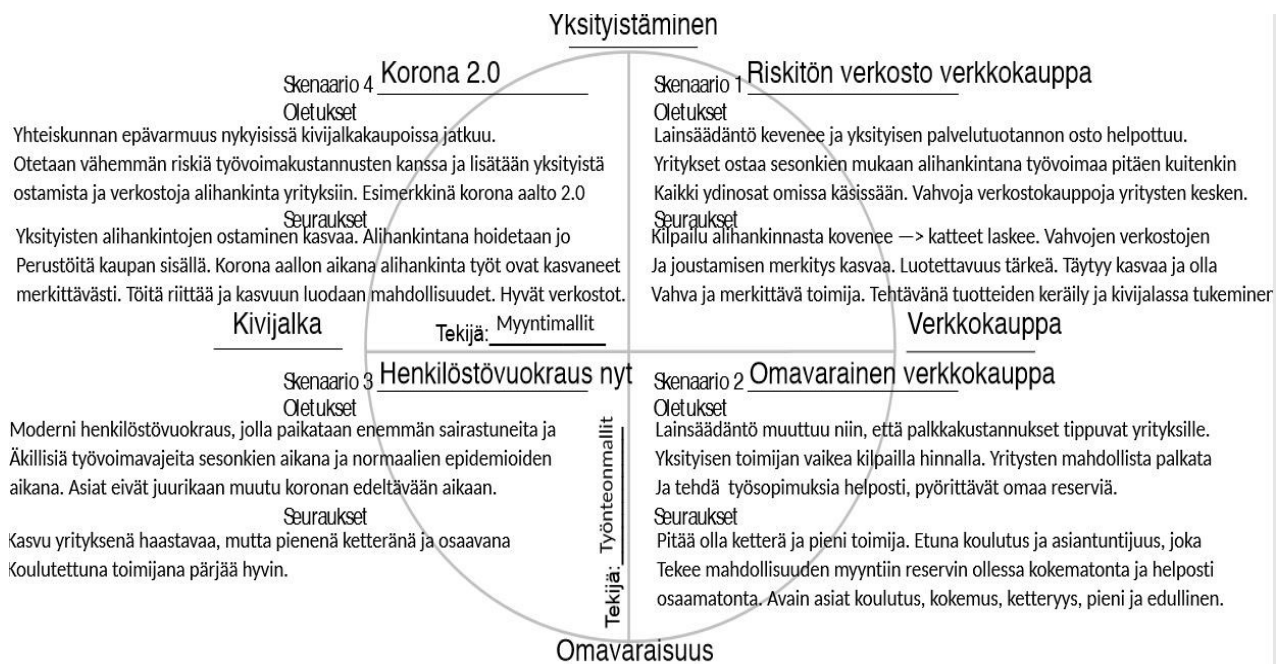 Yksityistäminen
Skenaario 4 Korona 2.0
Oletukset
Yhteiskunnan epävarmuus nykyisissä kivijalkakaupoissa jatkuu.
Otetaan vähemmän riskiä työvoimakustannusten kanssa ja lisätään yksityistä
ostamista ja verkostoja alihankinta yrityksiin. Esimerkkinä korona aalto 2.0
Seuraukset
Yksityisten alihankintojen ostaminen kasvaa. Alihankintana hoidetaan jo
Perustöitä kaupan sisällä. Korona aallon aikana alihankinta työt ovat kasvaneet
merkittävästi. Töitä riittää ja kasvuun luodaan mahdollisuudet. Hyvät verkostot.
Skenaario 1 Riskitön verkosto verkkokauppa
Oletukset
Lainsäädäntö kevenee ja yksityisen palvelutuotannon osto helpottuu.
Yritykset ostaa sesonkien mukaan alihankintana työvoimaa pitäen kuitenkin
Kaikki ydinosat omissa käsissään. Vahvoja verkostokauppoja yritysten kesken.
Seuraukset
Kilpailu alihankinnasta kovenee —> katteet laskee. Vahvojen verkostojen
Ja joustamisen merkitys kasvaa. Luotettavuus tärkeä. Täytyy kasvaa ja olla
Vahva ja merkittävä toimija. Tehtävänä tuotteiden keräily ja kivijalassa tukeminen
Kivijalka
Tekijä: Myyntimallit
Verkkokauppa
Skenaario 3 Henkilöstövuokraus nyt
Oletukset
Moderni henkilöstövuokraus, jolla paikataan enemmän sairastuneita ja
Äkillisiä työvoimavajeita sesonkien aikana ja normaalien epidemioiden
aikana. Asiat eivät juurikaan muutu koronan edeltävään aikaan.
Seuraukset
Kasvu yrityksenä haastavaa, mutta pienenä ketteränä ja osaavana
Koulutettuna toimijana pärjää hyvin.
Tekijä: Työnteonmallit
Skenaario 2 Omavarainen verkkokauppa
Oletukset
Lainsäädäntö muuttuu niin, että palkkakustannukset tippuvat yrityksille.
Yksityisen toimijan vaikea kilpailla hinnalla. Yritysten mahdollista palkata
Ja tehdä työsopimuksia helposti, pyörittävät omaa reserviä.
Seuraukset
Pitää olla ketterä ja pieni toimija. Etuna koulutus ja asiantuntijuus, joka
Tekee mahdollisuuden myyntiin reservin ollessa kokematonta ja helposti
osaamatonta. Avain asiat koulutus, kokemus, ketteryys, pieni ja edullinen.
Omavaraisuus